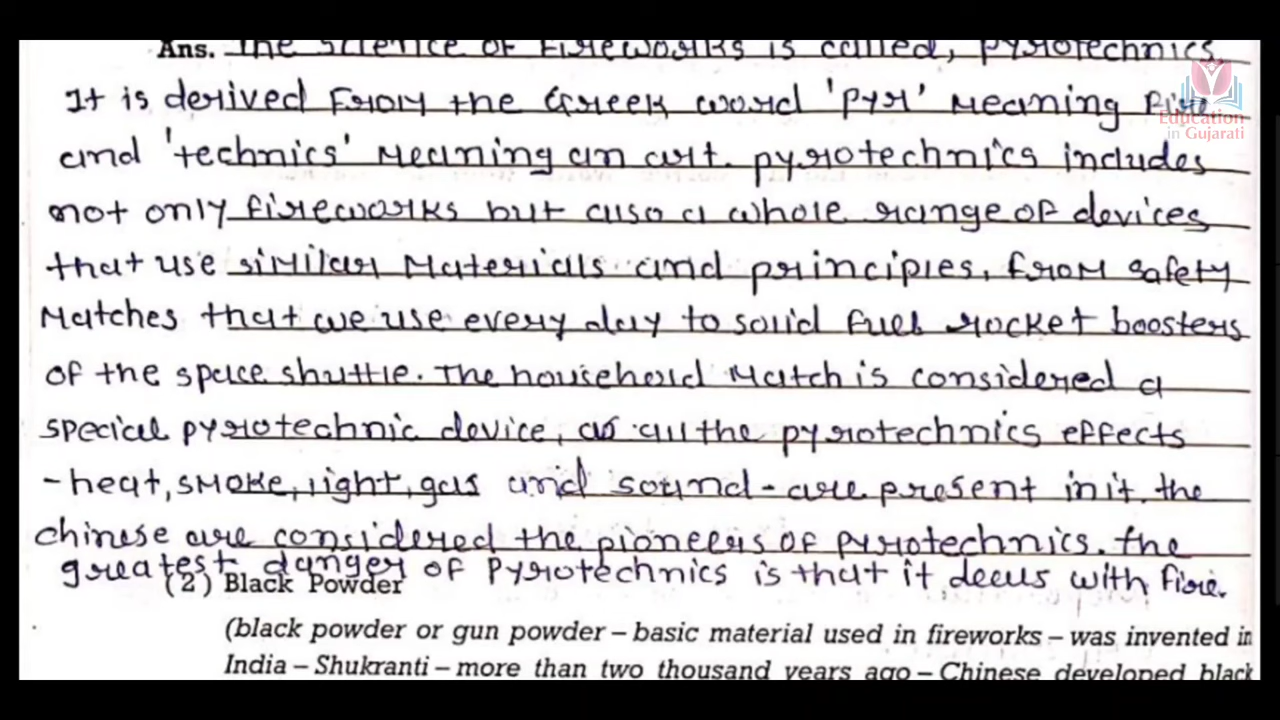 Ans. The science of fireworks is called, pyrotechnics.
It is derived from the Greek word 'Pyr' meaning fire
and 'technics' meaning an art. pyrotechnics includes
not only fireworks but also a whole range of devices
that use similar materials and principles, from safety
matches that we use every day to solid fuel rocket boosters
of the space shuttle. The household match is considered a
special pyrotechnic device, as all the pyrotechnics effects
-heat, smoke, light, gas and sound - are present in it. the
chinese are considered the pioneers of pyrotechnics. the
greatest danger of Pyrotechnics is that it deals with fire.
(2) Black Powder
(black powder or gun powder – basic material used in fireworks – was invented in
India – Shukranti – more than two thousand years ago – Chinese developed black
Education
in Gujarati